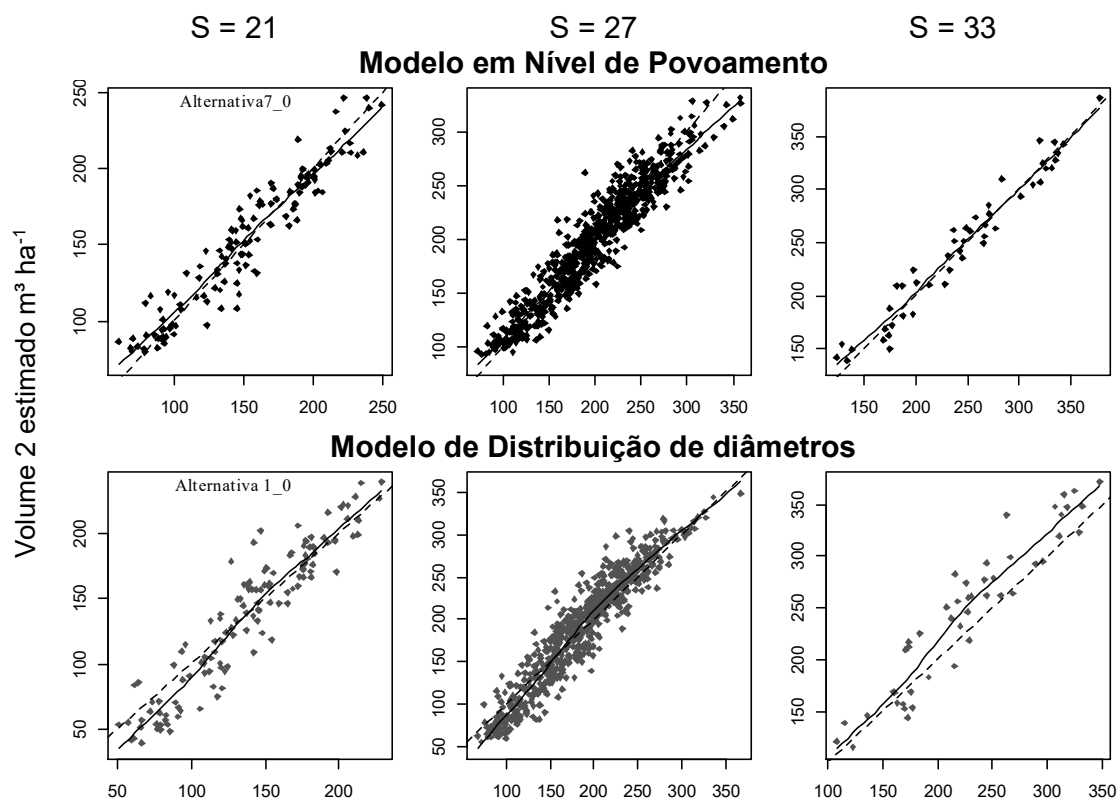 S = 21 S = 27 S = 33
Modelo em Nível de Povoamento
Volume 2 estimado m³ ha⁻¹
Alternativa7_0
250
200
150
100
100 150 200 250
300
250
200
150
100
100 150 200 250 300 350
350
300
250
200
150
150 200 250 300 350
Modelo de Distribuição de diâmetros
Alternativa 1_0
200
150
100
50
50 100 150 200
350
300
250
200
150
100
50
100 150 200 250 300 350
350
300
250
200
150
100 150 200 250 300 350